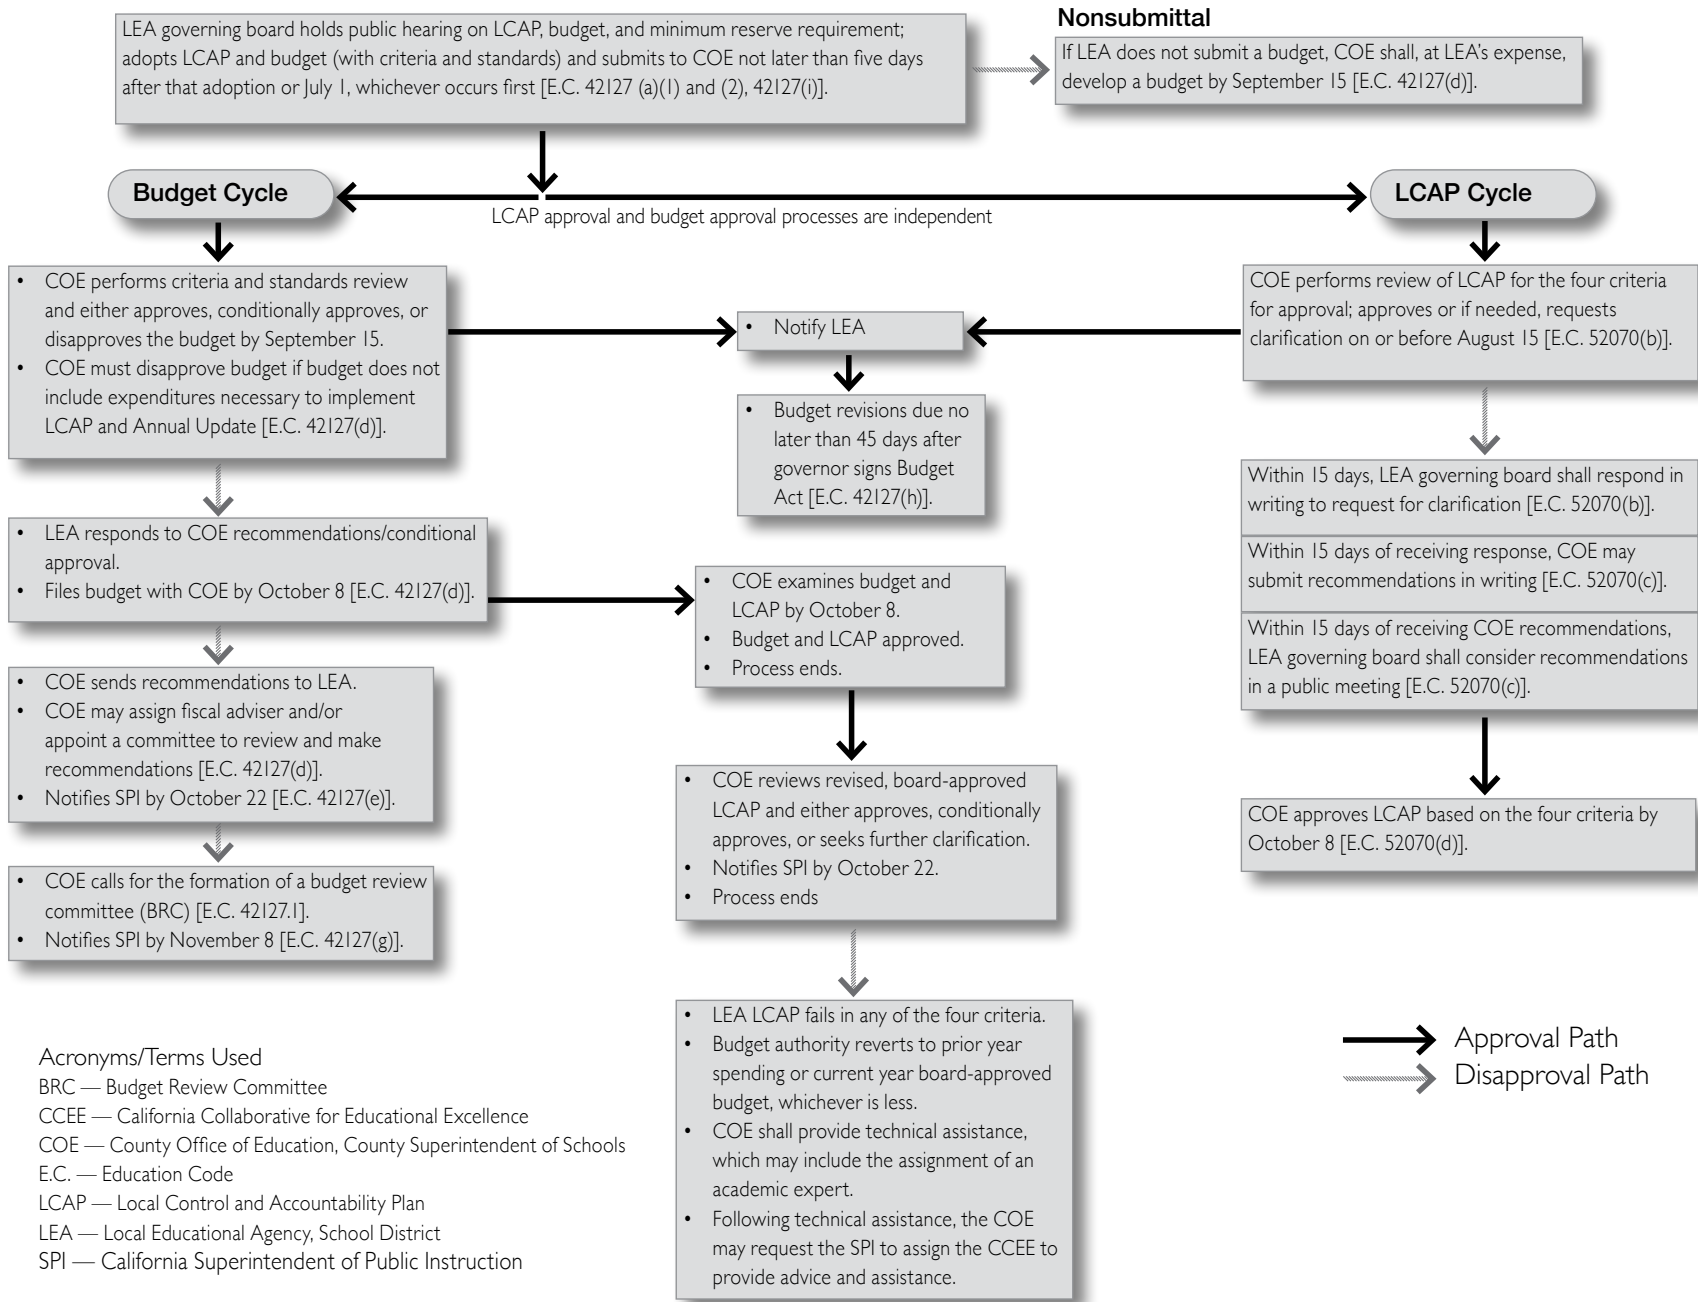 LEA governing board holds public hearing on LCAP, budget, and minimum reserve requirement;
adopts LCAP and budget (with criteria and standards) and submits to COE not later than five days
after that adoption or July 1, whichever occurs first [E.C. 42127 (a)(1) and (2), 42127(i)].
Nonsubmittal
If LEA does not submit a budget, COE shall, at LEA's expense,
develop a budget by September 15 [E.C. 42127(d)].
Budget Cycle
LCAP approval and budget approval processes are independent
LCAP Cycle
• COE performs criteria and standards review
and either approves, conditionally approves, or
disapproves the budget by September 15.
• COE must disapprove budget if budget does not
include expenditures necessary to implement
LCAP and Annual Update [E.C. 42127(d)].
• Notify LEA
COE performs review of LCAP for the four criteria
for approval; approves or if needed, requests
clarification on or before August 15 [E.C. 52070(b)].
• Budget revisions due no
later than 45 days after
governor signs Budget
Act [E.C. 42127(h)].
• LEA responds to COE recommendations/conditional
approval.
• Files budget with COE by October 8 [E.C. 42127(d)].
• COE examines budget and
LCAP by October 8.
• Budget and LCAP approved.
• Process ends.
Within 15 days, LEA governing board shall respond in
writing to request for clarification [E.C. 52070(b)].
Within 15 days of receiving response, COE may
submit recommendations in writing [E.C. 52070(c)].
Within 15 days of receiving COE recommendations,
LEA governing board shall consider recommendations
in a public meeting [E.C. 52070(c)].
• COE sends recommendations to LEA.
• COE may assign fiscal adviser and/or
appoint a committee to review and make
recommendations [E.C. 42127(d)].
• Notifies SPI by October 22 [E.C. 42127(e)].
• COE reviews revised, board-approved
LCAP and either approves, conditionally
approves, or seeks further clarification.
• Notifies SPI by October 22.
• Process ends
COE approves LCAP based on the four criteria by
October 8 [E.C. 52070(d)].
• COE calls for the formation of a budget review
committee (BRC) [E.C. 42127.1].
• Notifies SPI by November 8 [E.C. 42127(g)].
• LEA LCAP fails in any of the four criteria.
• Budget authority reverts to prior year
spending or current year board-approved
budget, whichever is less.
• COE shall provide technical assistance,
which may include the assignment of an
academic expert.
• Following technical assistance, the COE
may request the SPI to assign the CCEE to
provide advice and assistance.
Approval Path
Disapproval Path
Acronyms/Terms Used
BRC — Budget Review Committee
CCEE — California Collaborative for Educational Excellence
COE — County Office of Education, County Superintendent of Schools
E.C. — Education Code
LCAP — Local Control and Accountability Plan
LEA — Local Educational Agency, School District
SPI — California Superintendent of Public Instruction